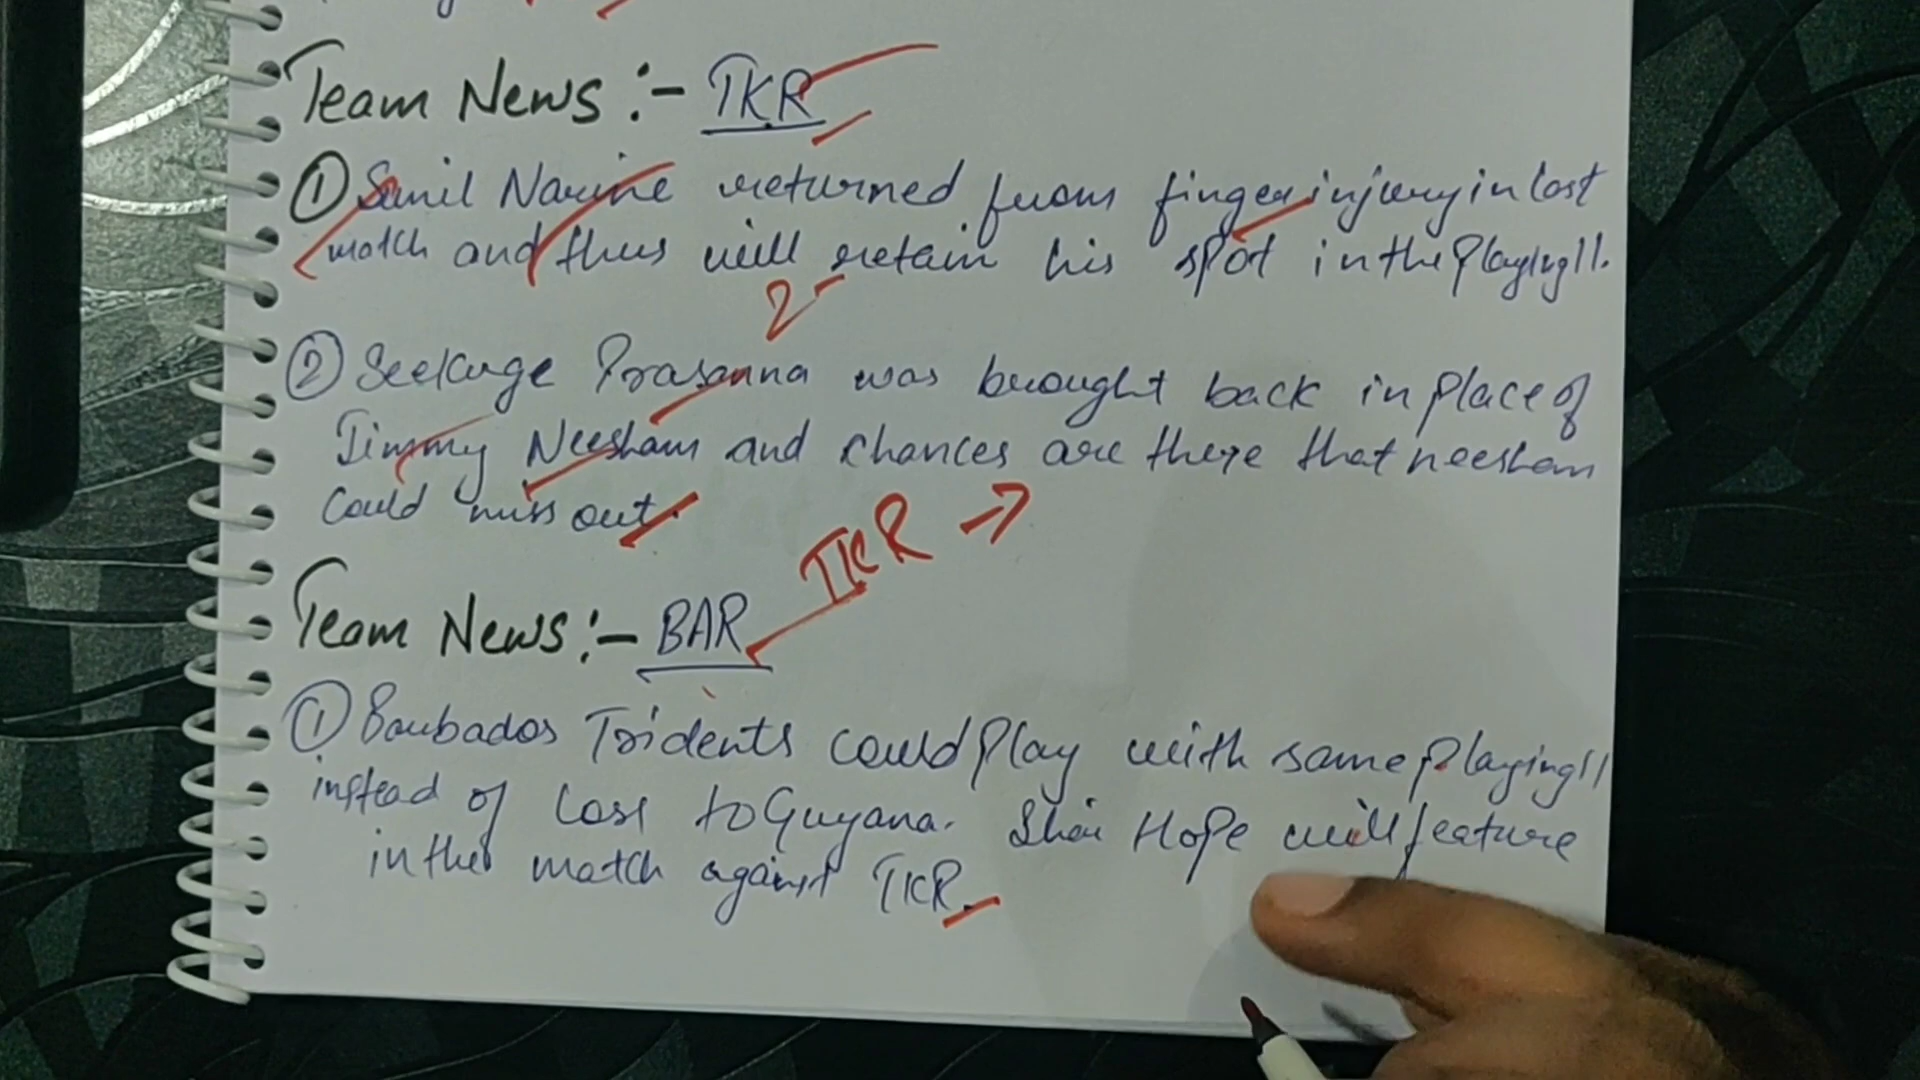 Team News :- TKR
① Sunil Narine returned from finger injury in last
match and thus will retain his spot in the Playing 11.
2
② Seekuge Prasanna was brought back in place of
Jimmy Neesham and chances are there that neesham
could miss out.
TKR →
Team News :- BAR
① Barbados Tridents could Play with same Playing 11
instead of loss to Guyana. Shai Hope will feature
in the match against TKR.